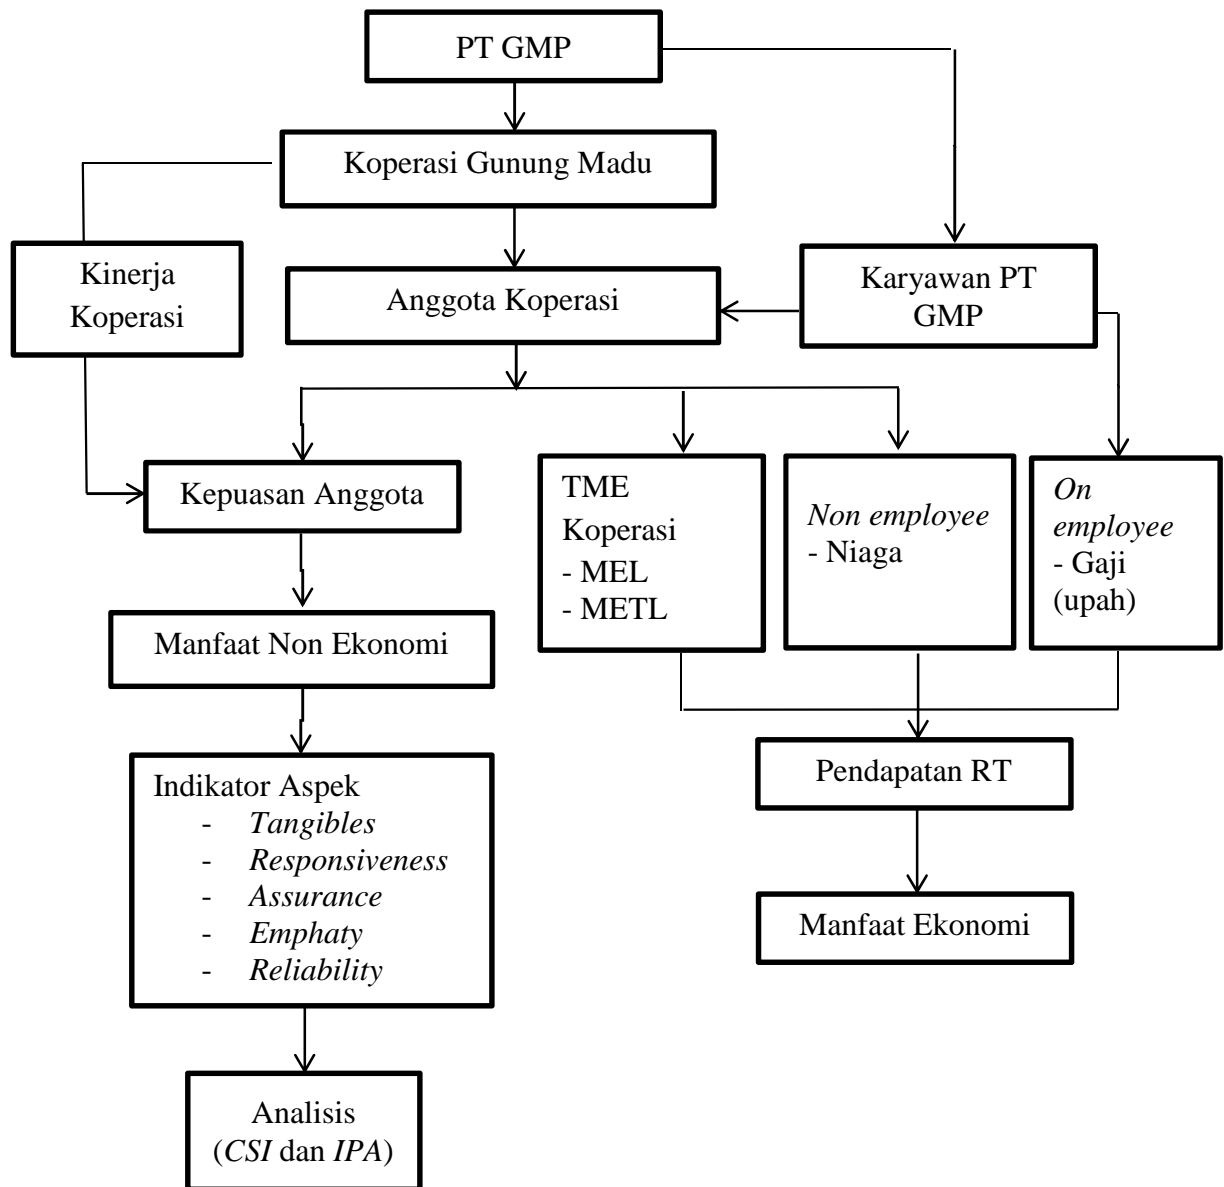 PT GMP
Koperasi Gunung Madu
Kinerja
Koperasi
Anggota Koperasi
Karyawan PT
GMP
Kepuasan Anggota
TME
Koperasi
- MEL
- METL
Non employee
- Niaga
On
employee
- Gaji
(upah)
Manfaat Non Ekonomi
Pendapatan RT
Indikator Aspek
- Tangibles
- Responsiveness
- Assurance
- Emphaty
- Reliability
Manfaat Ekonomi
Analisis
(CSI dan IPA)